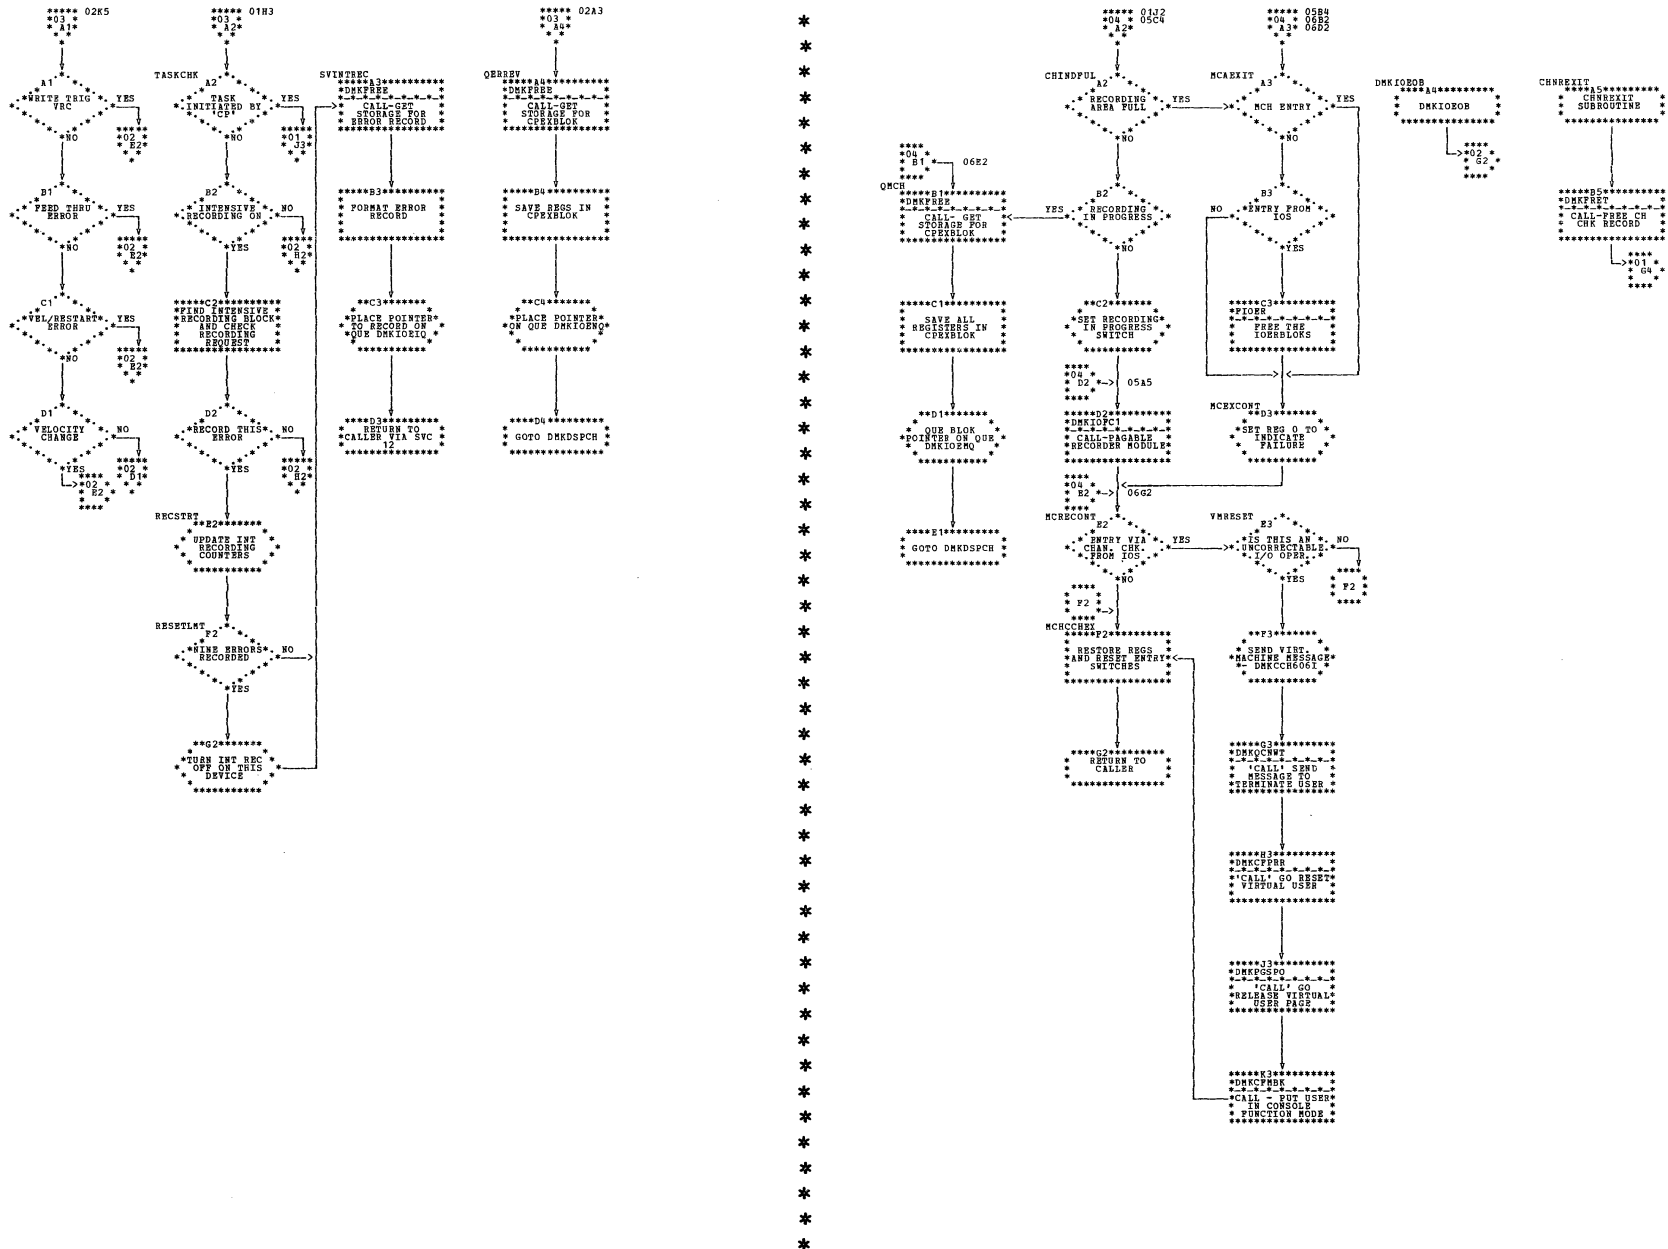 02K5
03
A1
A1
WRITE TRIG
VRC
YES
02
E2
NO
B1
FEED THRU
ERROR
YES
02
E2
NO
C1
VEL/RESTART
ERROR
YES
02
E2
NO
D1
VELOCITY
CHANGE
NO
02
D1
YES
02
E2
01H3
03
A2
TASKCHK
A2
TASK
INITIATED BY
'CP'
YES
01
J3
NO
B2
INTENSIVE
RECORDING ON
NO
02
H2
YES
C2
FIND INTENSIVE
RECORDING BLOCK
AND CHECK
RECORDING
REQUEST
D2
RECORD THIS
ERROR
NO
02
H2
YES
RECSTRT
E2
UPDATE INT
RECORDING
COUNTERS
RESETLMT
F2
NINE ERRORS
RECORDED
NO
YES
G2
TURN INT REC
OFF ON THIS
DEVICE
SVINTREC
A3
DMKFREE
CALL-GET
STORAGE FOR
ERROR RECORD
B3
FORMAT ERROR
RECORD
C3
PLACE POINTER
TO RECORD ON
QUE DMKIOEIQ
D3
RETURN TO
CALLER VIA SVC
12
02A3
03
A4
QERREV
A4
DMKFREE
CALL-GET
STORAGE FOR
CPEXBLOK
B4
SAVE REGS IN
CPEXBLOK
C4
PLACE POINTER
ON QUE DMKIOENQ
D4
GOTO DMKDSPCH
04
B1
06E2
QMCH
B1
DMKFREE
CALL- GET
STORAGE FOR
CPEXBLOK
C1
SAVE ALL
REGISTERS IN
CPEXBLOK
D1
QUE BLOK
POINTER ON QUE
DMKIOEMQ
E1
GOTO DMKDSPCH
01J2
05C4
04
A2
CHINDFUL
A2
RECORDING
AREA FULL
YES
NO
B2
RECORDING
IN PROGRESS
YES
NO
C2
SET RECORDING
IN PROGRESS
SWITCH
04
D2
05A5
D2
DMKIOFC1
CALL-PAGABLE
RECORDER MODULE
04
E2
06G2
MCRECONT
E2
ENTRY VIA
CHAN. CHK.
FROM IOS
YES
NO
F2
MCHCCHEX
F2
RESTORE REGS
AND RESET ENTRY
SWITCHES
G2
RETURN TO
CALLER
05B4
06B2
06D2
04
A3
MCAEXIT
A3
MCH ENTRY
YES
NO
B3
ENTRY FROM
IOS
NO
YES
C3
FIOER
FREE THE
IOERBLOKS
MCEXCONT
D3
SET REG 0 TO
INDICATE
FAILURE
VMRESET
E3
IS THIS AN
UNCORRECTABLE
I/O OPER.
NO
F2
YES
F3
SEND VIRT.
MACHINE MESSAGE
- DMKCCH606I
G3
DMKQCNWT
'CALL' SEND
MESSAGE TO
TERMINATE USER
H3
DMKCFPRR
'CALL' GO RESET
VIRTUAL USER
J3
DMKPGSPO
'CALL' GO
RELEASE VIRTUAL
USER PAGE
K3
DMKCFMBK
CALL - PUT USER
IN CONSOLE
FUNCTION MODE
DMKIOEOB
A4
DMKIOEOB
02
G2
CHNREXIT
A5
CHNREXIT
SUBROUTINE
B5
DMKFRET
CALL-FREE CH
CHK RECORD
01
G4